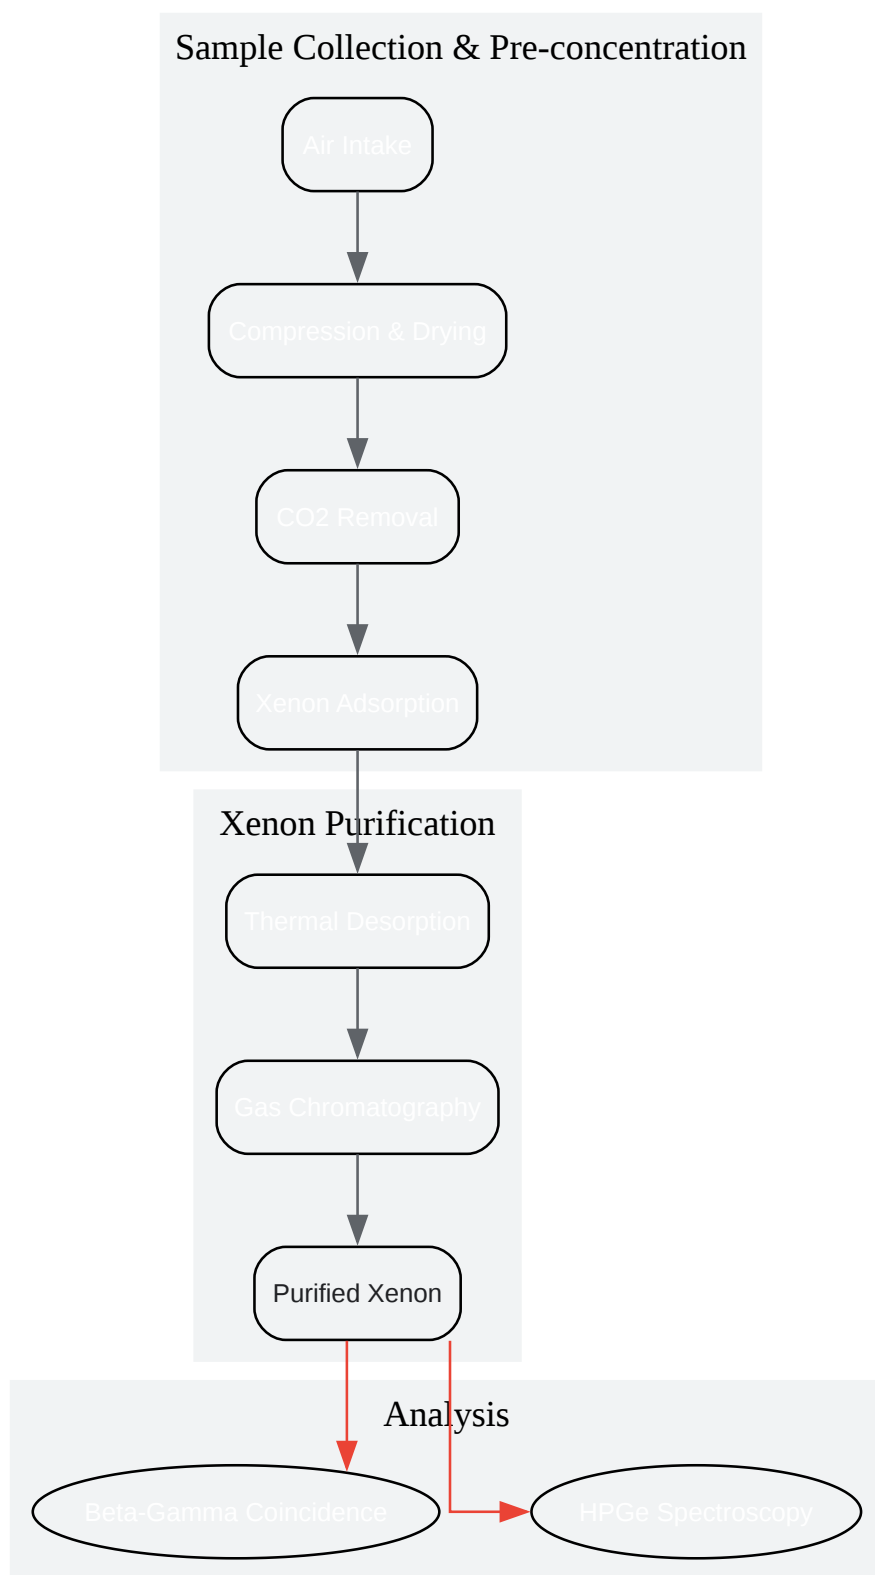 Sample Collection & Pre-concentration
Air Intake
Compression & Drying
CO2 Removal
Xenon Adsorption
Xenon Purification
Thermal Desorption
Gas Chromatography
Purified Xenon
Analysis
Beta-Gamma Coincidence
HPGe Spectroscopy